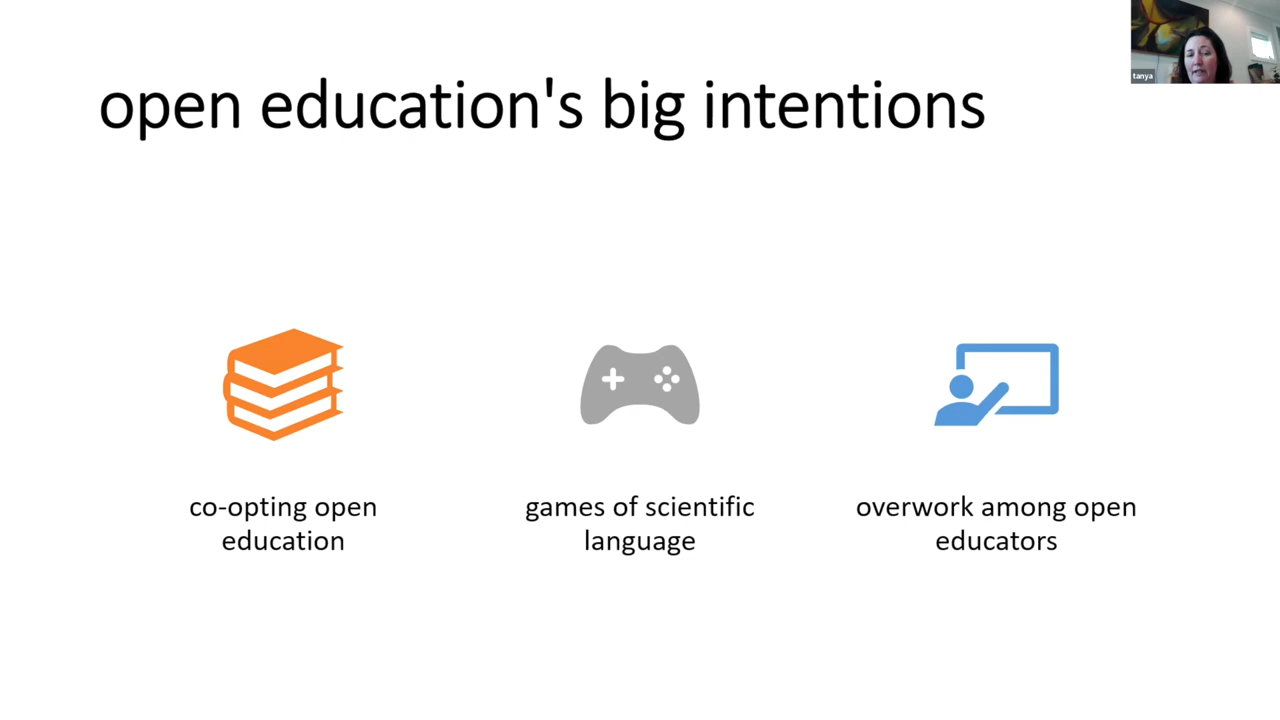 open education's big intentions
tanya
co-opting open
education
games of scientific
language
overwork among open
educators